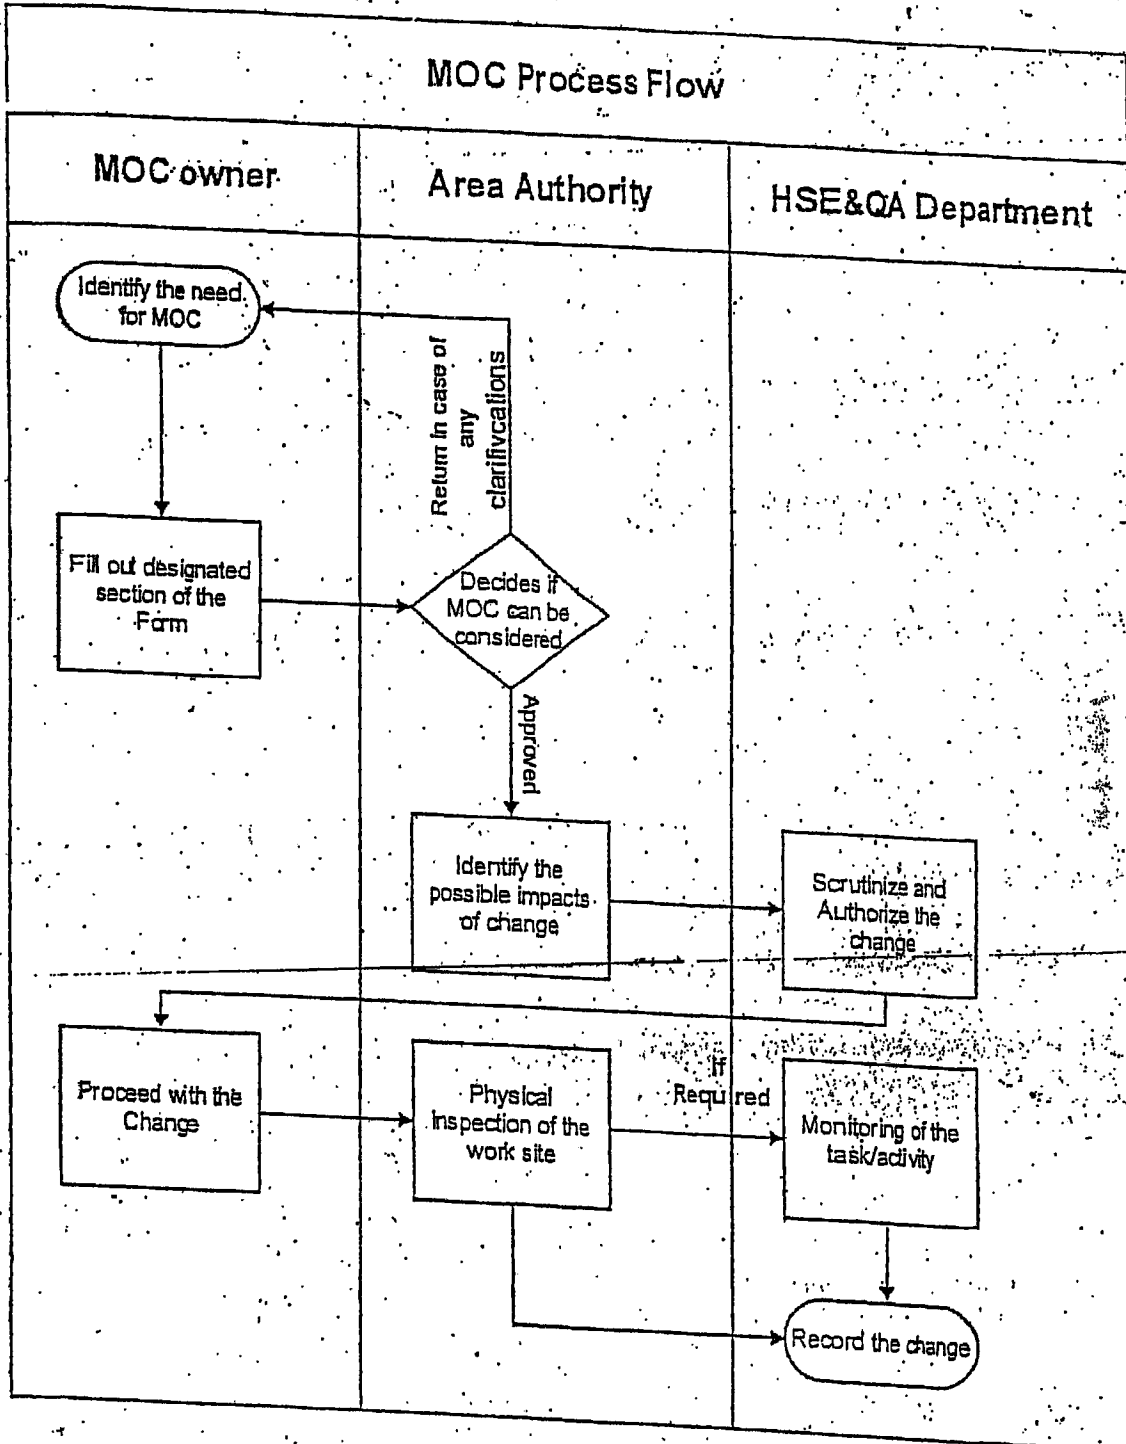 MOC Process Flow
MOC owner
Area Authority
HSE&QA Department
Identify the need
for MOC
Return in case of
any
clarifivcations
Fill out designated
section of the
Form
Decides if
MOC can be
considered
Approved
Identify the
possible impacts
of change
Scrutinize and
Authorize the
change
Proceed with the
Change
Physical
Inspection of the
work site
If
Required
Monitoring of the
task/activity
Record the change